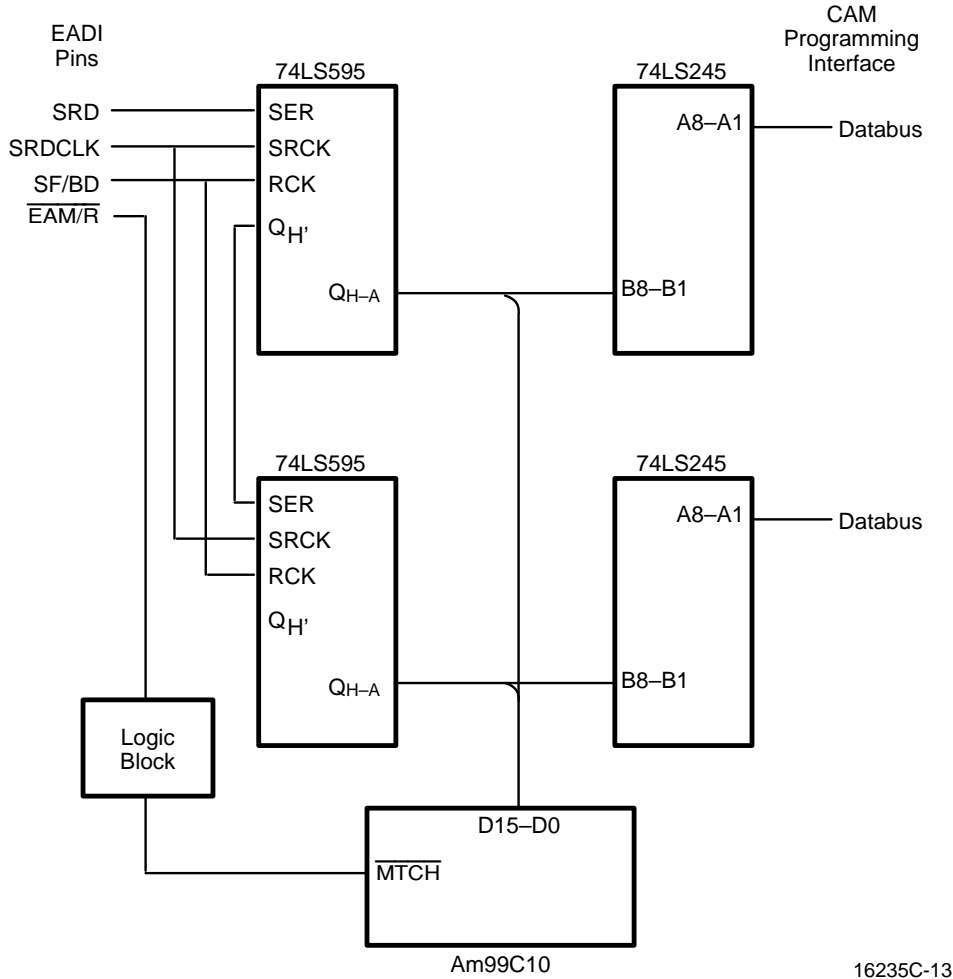 EADI
Pins
CAM
Programming
Interface
74LS595
74LS245
SRD
SRDCLK
SF/BD
EAM/R
SER
SRCK
RCK
QH'
QH–A
A8–A1
B8–B1
Databus
74LS595
74LS245
SER
SRCK
RCK
QH'
QH–A
A8–A1
B8–B1
Databus
Logic
Block
D15–D0
MTCH
Am99C10
16235C-13